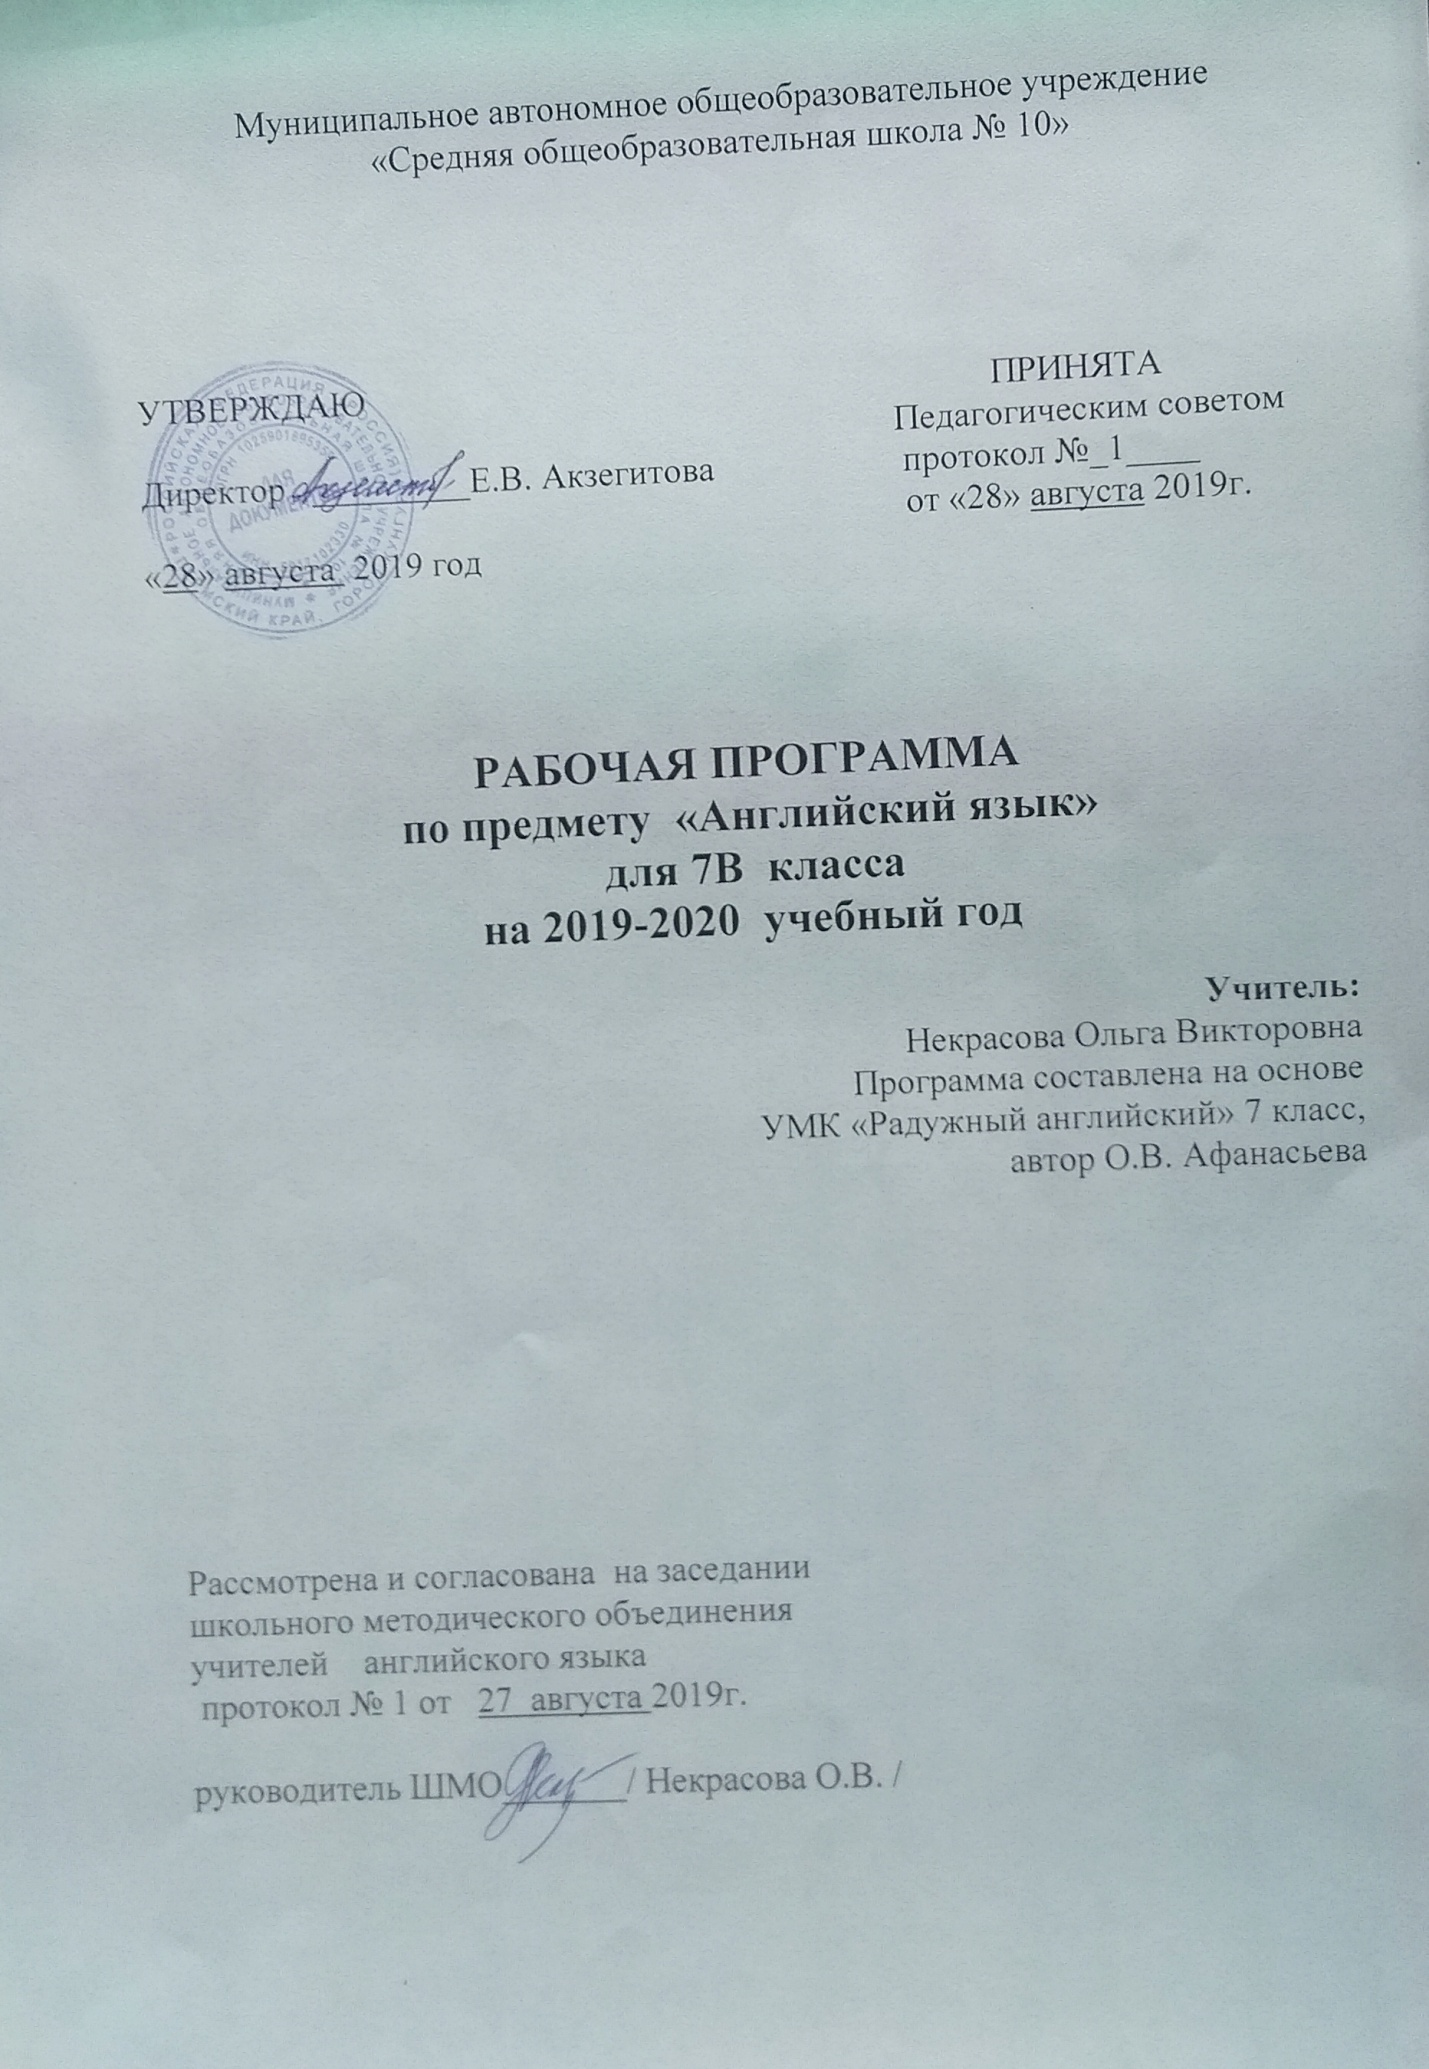 Муниципальное автономное общеобразовательное учреждение
«Средняя общеобразовательная школа № 10»
УТВЕРЖДАЮ
Директор Е.В. Акзегитова
«28» августа 2019 год
ПРИНЯТА
Педагогическим советом
протокол №_1____
от «28» августа 2019г.
РАБОЧАЯ ПРОГРАММА
по предмету «Английский язык»
для 7В класса
на 2019-2020 учебный год
Учитель:
Некрасова Ольга Викторовна
Программа составлена на основе
УМК «Радужный английский» 7 класс,
автор О.В. Афанасьева
Рассмотрена и согласована на заседании
школьного методического объединения
учителей английского языка
протокол № 1 от 27 августа 2019г.
руководитель ШМО / Некрасова О.В. /